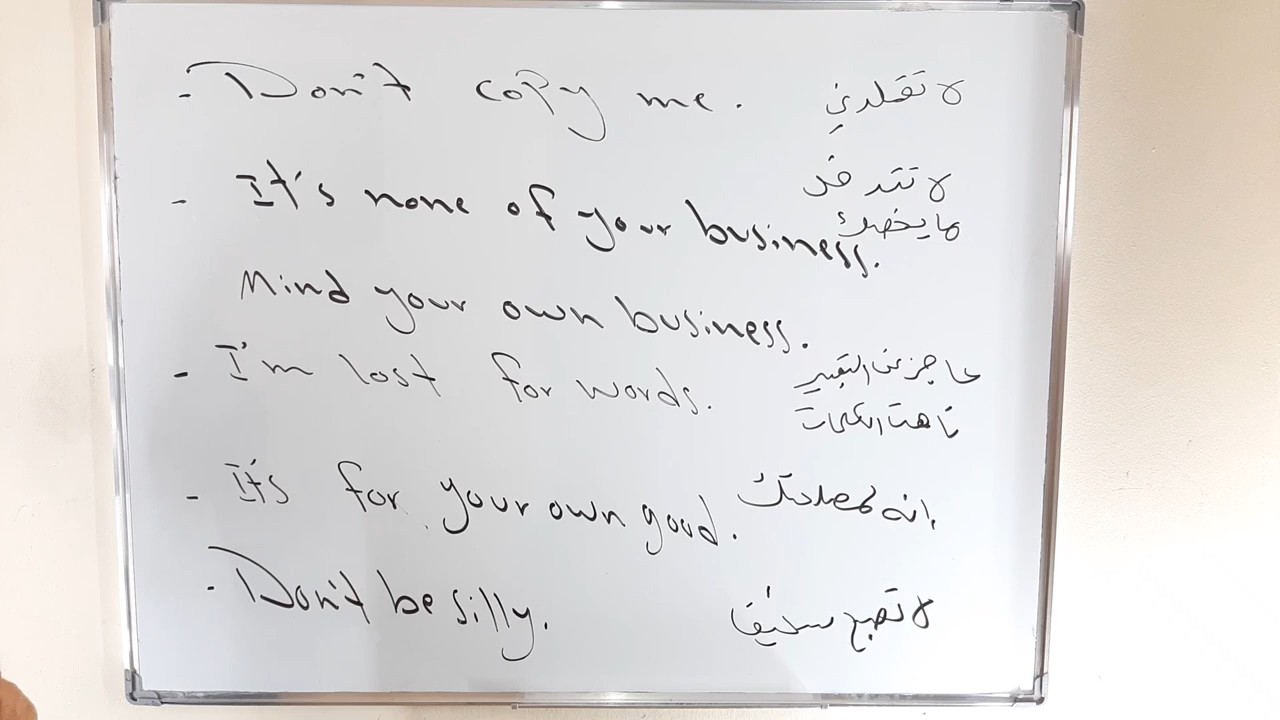 - Don't copy me. لا تقلدني
- It's none of your business. لا تتدخل
ما يخصك
Mind your own business.
- I'm lost for words. عاجز عن التعبير
تاهت الكلمات
- It's for your own good. انه لمصلحتك
- Don't be silly. لا تصبح سخيفا